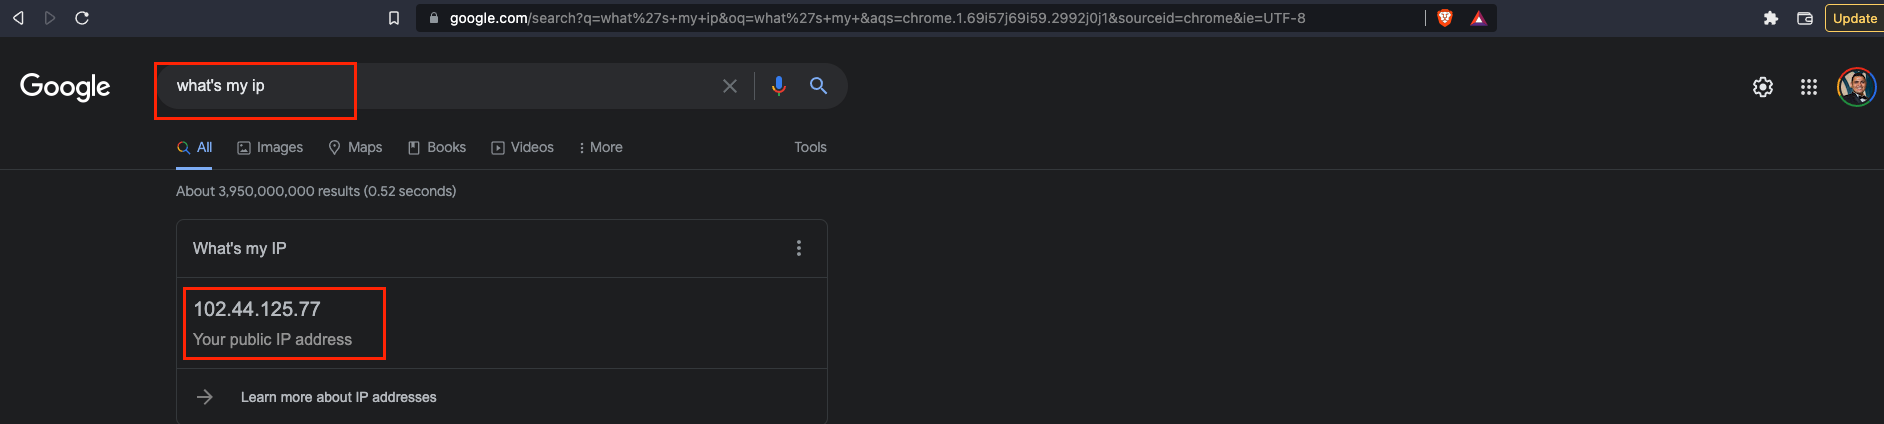 google.com/search?q=what%27s+my+ip&oq=what%27s+my+&aqs=chrome.1.69i57j69i59.2992j0j1&sourceid=chrome&ie=UTF-8
Update
Google
what's my ip
All
Images
Maps
Books
Videos
More
Tools
About 3,950,000,000 results (0.52 seconds)
What's my IP
102.44.125.77
Your public IP address
Learn more about IP addresses